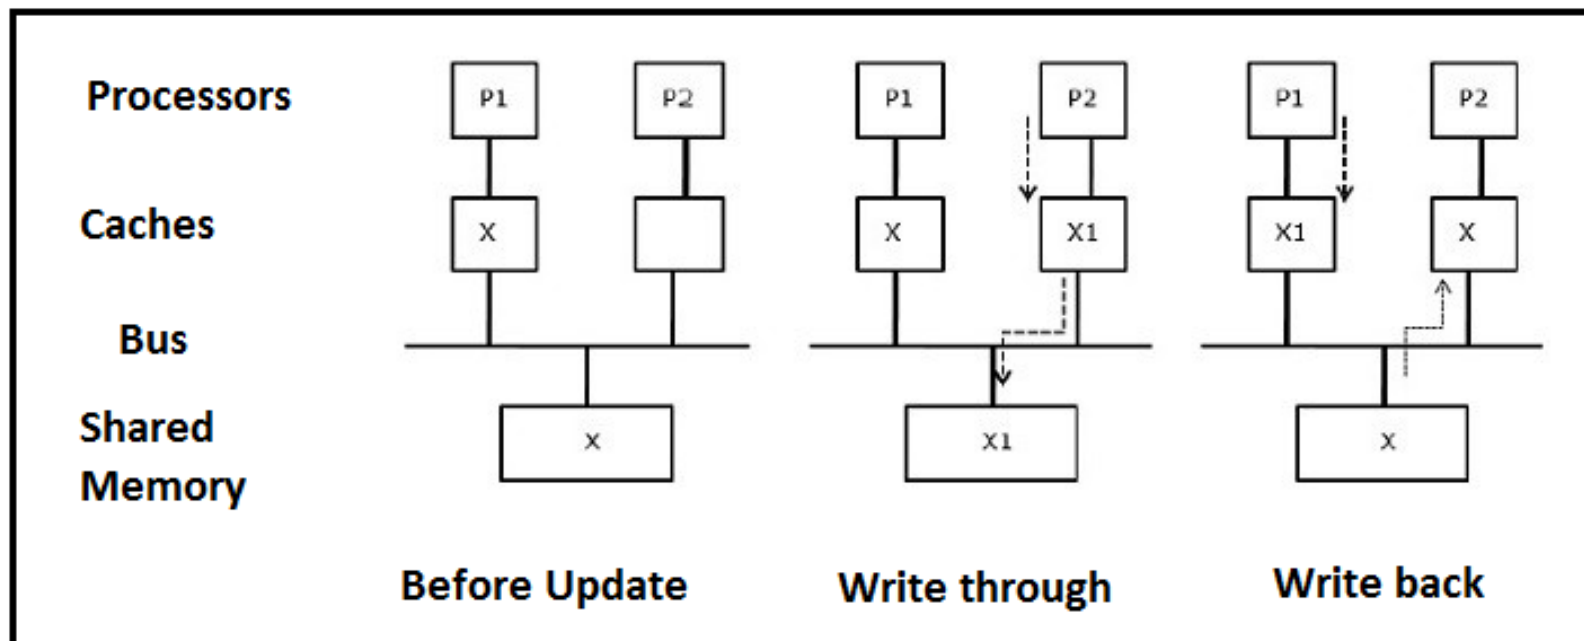 Processors P1 P2 P1 P2 P1 P2
Caches X X X1 X1 X
Bus
Shared
Memory
X X1 X
Before Update Write through Write back